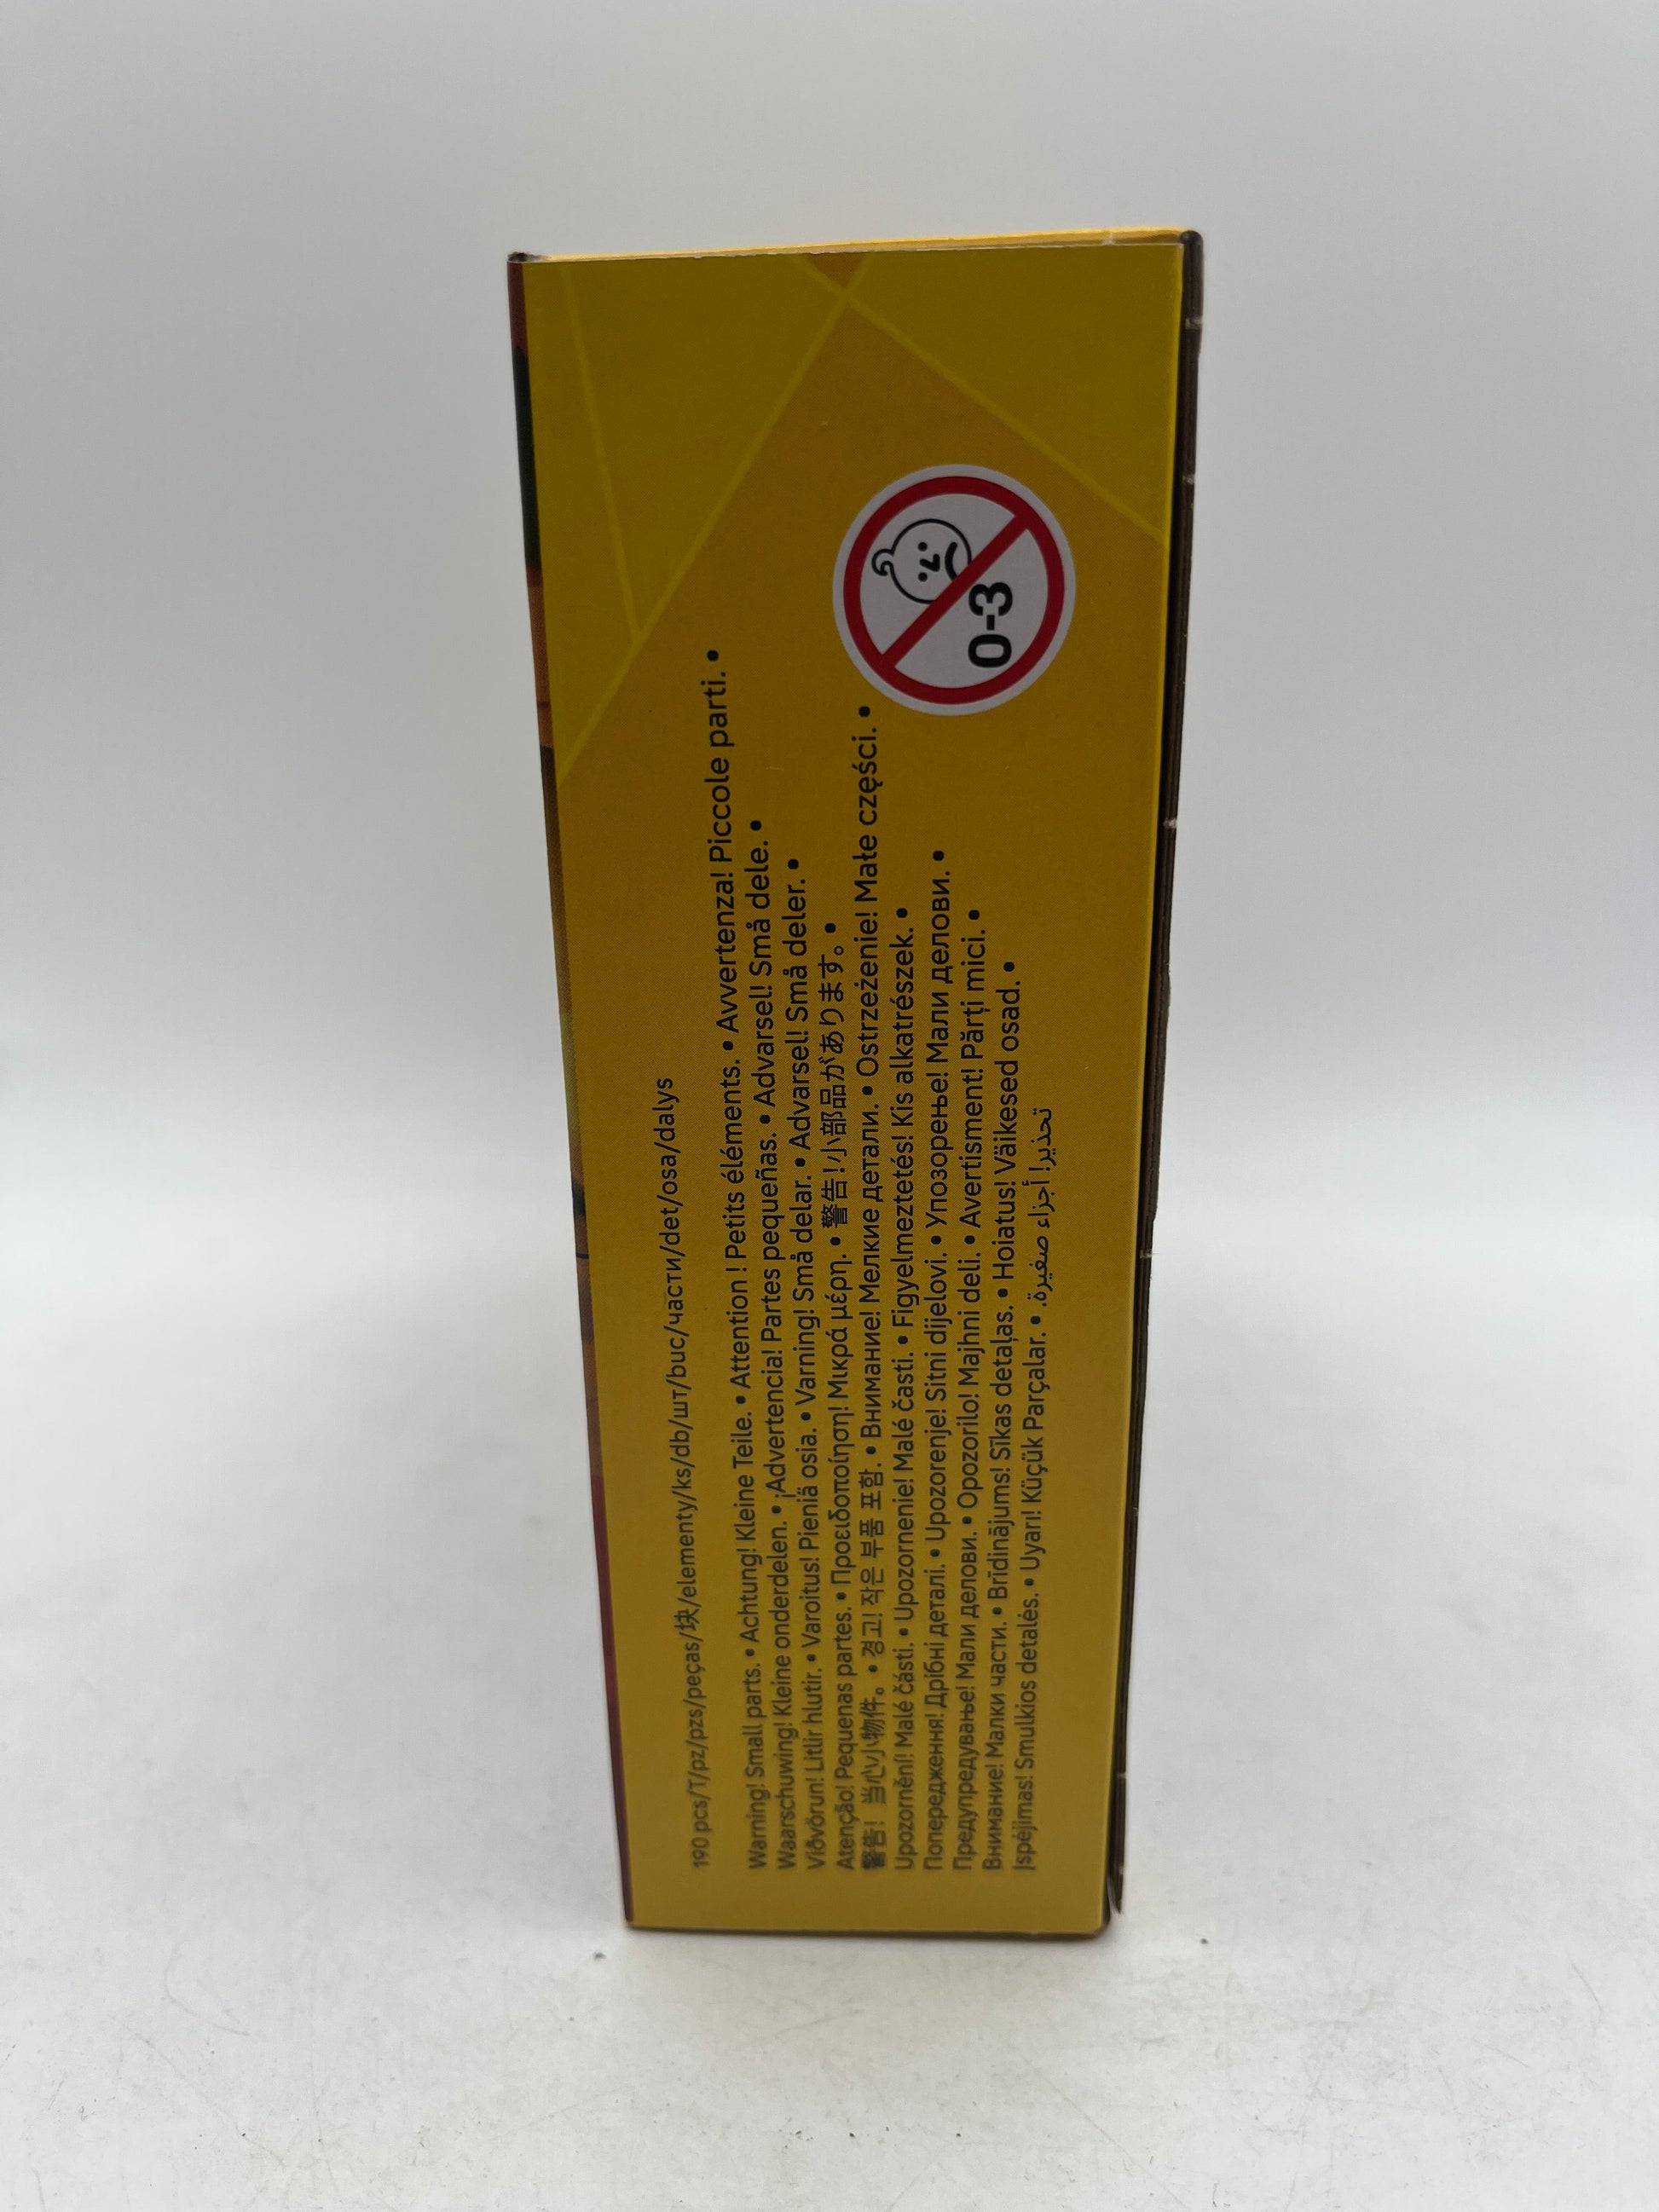 190 pcs/T/pz/pzs/peças/块/elementy/ks/db/шт/buc/части/det/osa/dalys
Warning! Small parts. • Achtung! Kleine Teile. • Attention ! Petits éléments. • Avvertenza! Piccole parti. •
Waarschuwing! Kleine onderdelen. • ¡Advertencia! Partes pequeñas. • Advarsel! Små dele. •
Viðvörun! Litlir hlutir. • Varoitus! Pieniä osia. • Varning! Små delar. • Advarsel! Små deler. •
Atenção! Pequenas partes. • Προειδοποίηση! Μικρά μέρη. • 警告！小部品があります。 •
警告！ 当心小物件。 • 경고! 작은 부품 포함. • Внимание! Мелкие детали. • Ostrzeżenie! Małe części. •
Upozornění! Malé části. • Upozornenie! Malé časti. • Figyelmeztetés! Kis alkatrészek. •
Попередження! Дрібні деталі. • Upozorenje! Sitni dijelovi. • Упозорење! Мали делови. •
Предупредување! Мали делови. • Opozorilo! Majhni deli. • Avertisment! Părți mici. •
Внимание! Малки части. • Brīdinājums! Sīkas detaļas. • Hoiatus! Väikesed osad. •
Įspėjimas! Smulkios detalės. • Uyarı! Küçük Parçalar. • تحذير! أجزاء صغيرة.
0-3